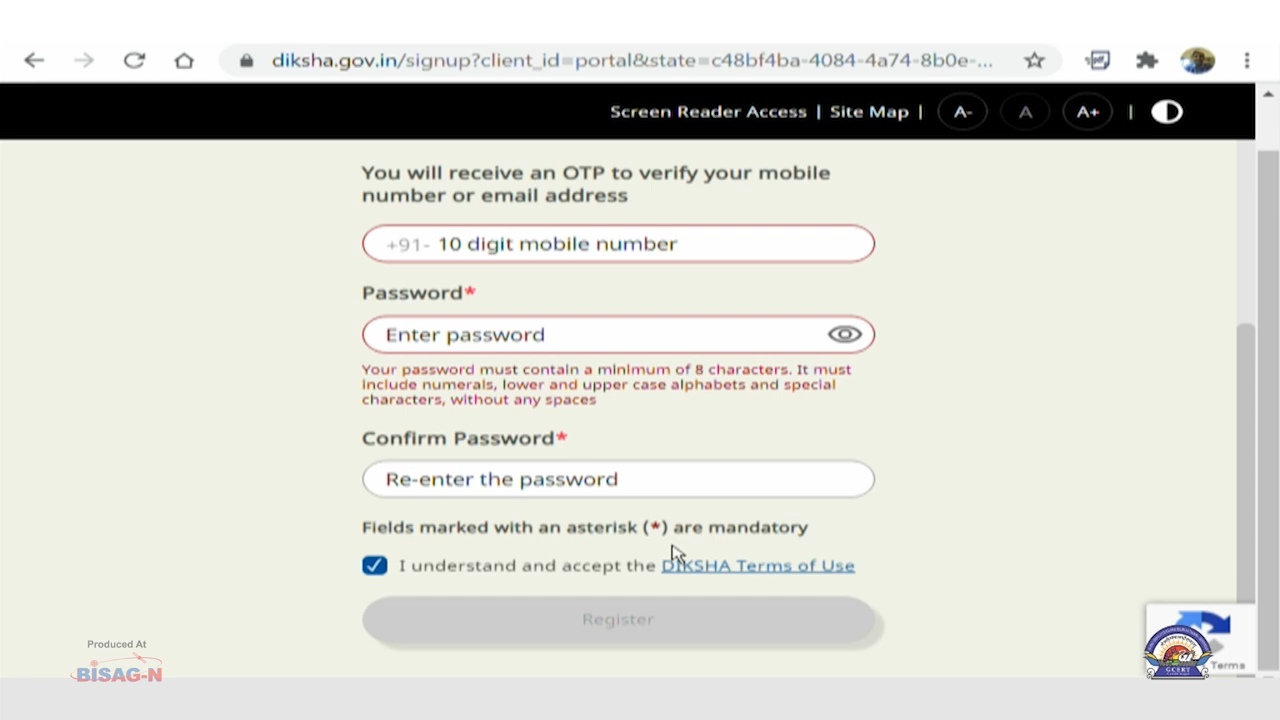 diksha.gov.in/signup?client_id=portal&state=c48bf4ba-4084-4a74-8b0e-...
Screen Reader Access | Site Map | A- A A+ |
You will receive an OTP to verify your mobile
number or email address
+91- 10 digit mobile number
Password*
Enter password
Your password must contain a minimum of 8 characters. It must
include numerals, lower and upper case alphabets and special
characters, without any spaces
Confirm Password*
Re-enter the password
Fields marked with an asterisk (*) are mandatory
I understand and accept the DIKSHA Terms of Use
Register
Produced At
BISAG-N
GCERT
Terms